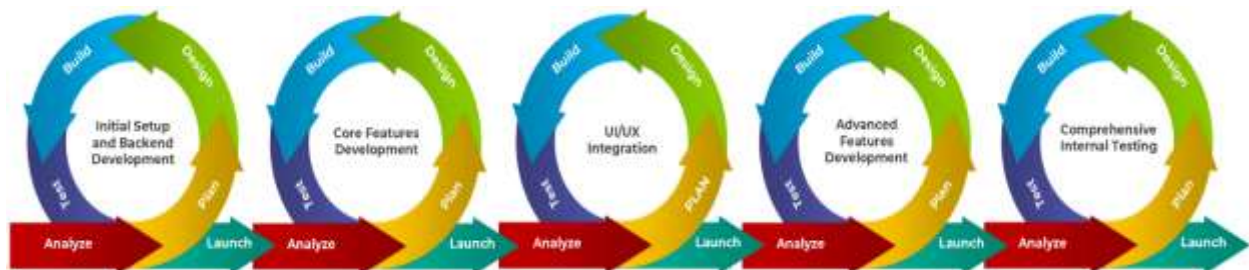 Build
Design
Initial Setup
and Backend
Development
Test
Plan
Analyze
Launch
Build
Design
Core Features
Development
Test
Plan
Analyze
Launch
Build
Design
UI/UX
Integration
Test
PLAN
Analyze
Launch
Build
Design
Advanced
Features
Development
Test
Plan
Analyze
Launch
Build
Design
Comprehensive
Internal Testing
Test
Plan
Analyze
Launch